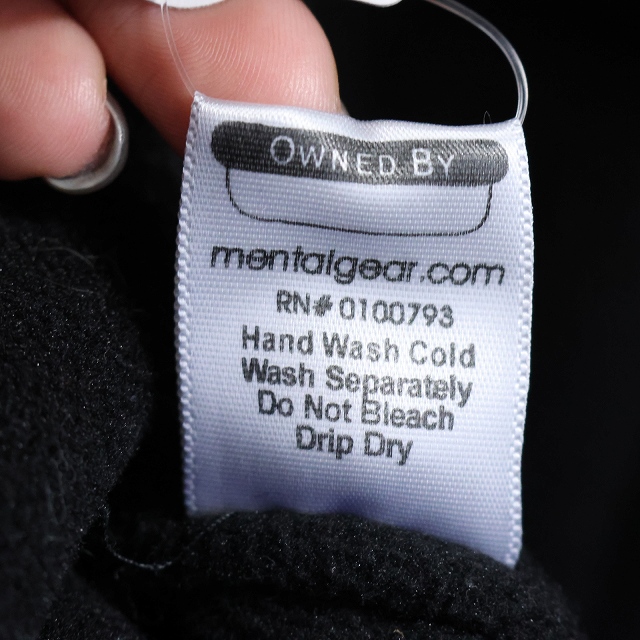 OWNED BY
mentalgear.com
RN# 0100793
Hand Wash Cold
Wash Separately
Do Not Bleach
Drip Dry